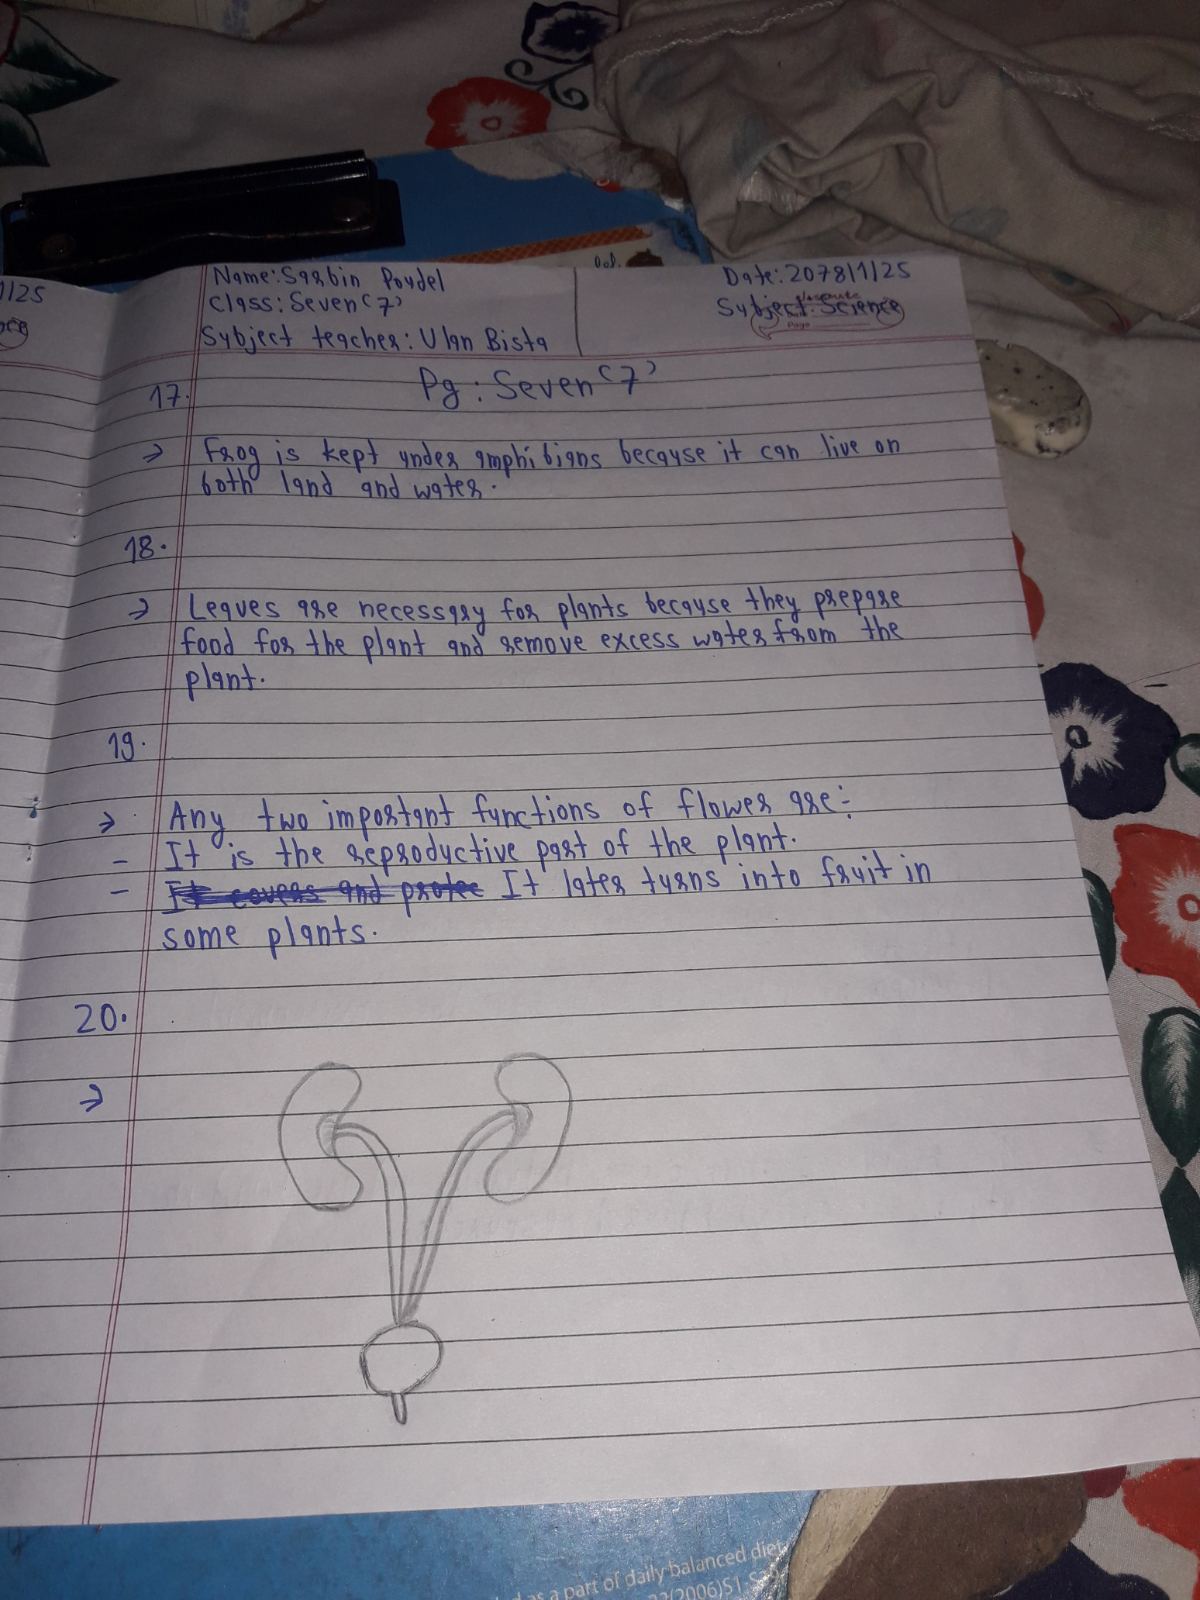 1/25
Name: Sarbin Poudel
Date: 2078/1/25
Class: Seven (7)
Subject: Science
Page
Subject teacher: Ulan Bista
Pg: Seven (7)
17.
→ Frog is kept under amphibians because it can live on
both land and water.
18.
→ Leaves are necessary for plants because they prepare
food for the plant and remove excess water from the
plant.
19.
→ Any two important functions of flower are:-
- It is the reproductive part of the plant.
- It covers and protec It later turns into fruit in
some plants.
20.
→
as a part of daily balanced diet
(2006)S1